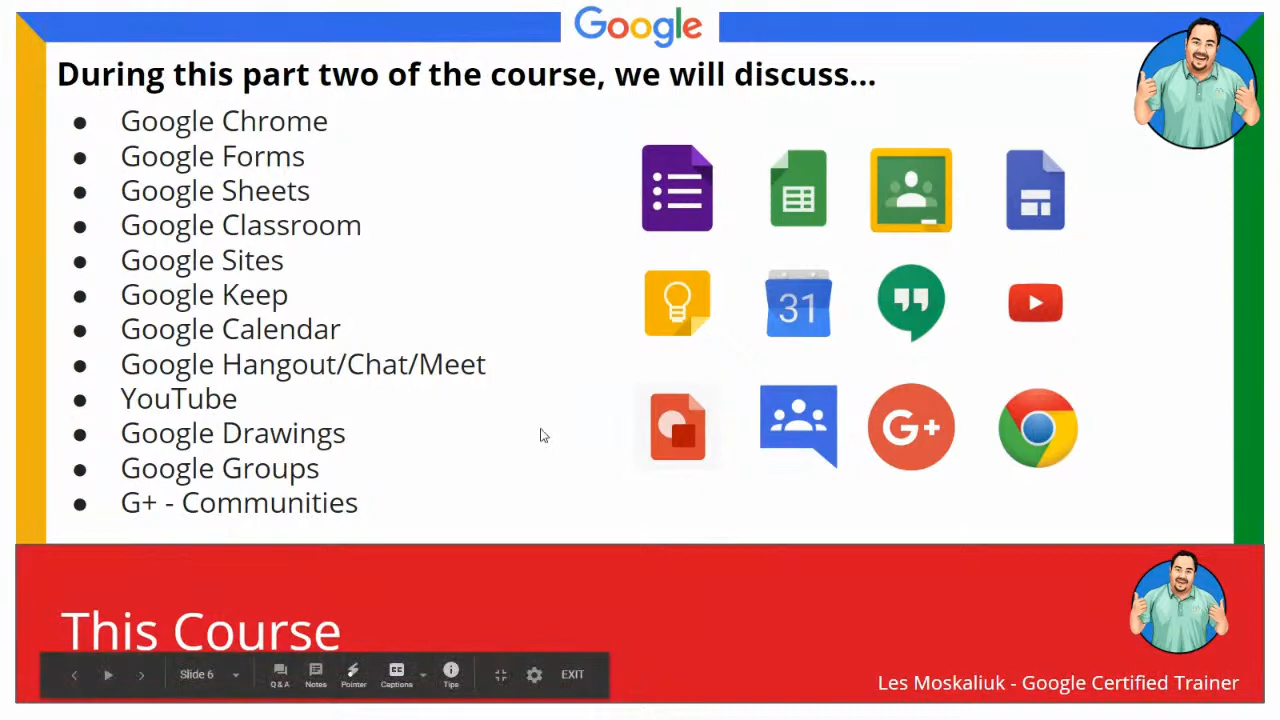 Google
During this part two of the course, we will discuss...
● Google Chrome
● Google Forms
● Google Sheets
● Google Classroom
● Google Sites
● Google Keep
● Google Calendar
● Google Hangout/Chat/Meet
● YouTube
● Google Drawings
● Google Groups
● G+ - Communities
31
G+
This Course
Slide 6
Q&A
Notes
Pointer
CC
Captions
Tips
EXIT
Les Moskaliuk - Google Certified Trainer